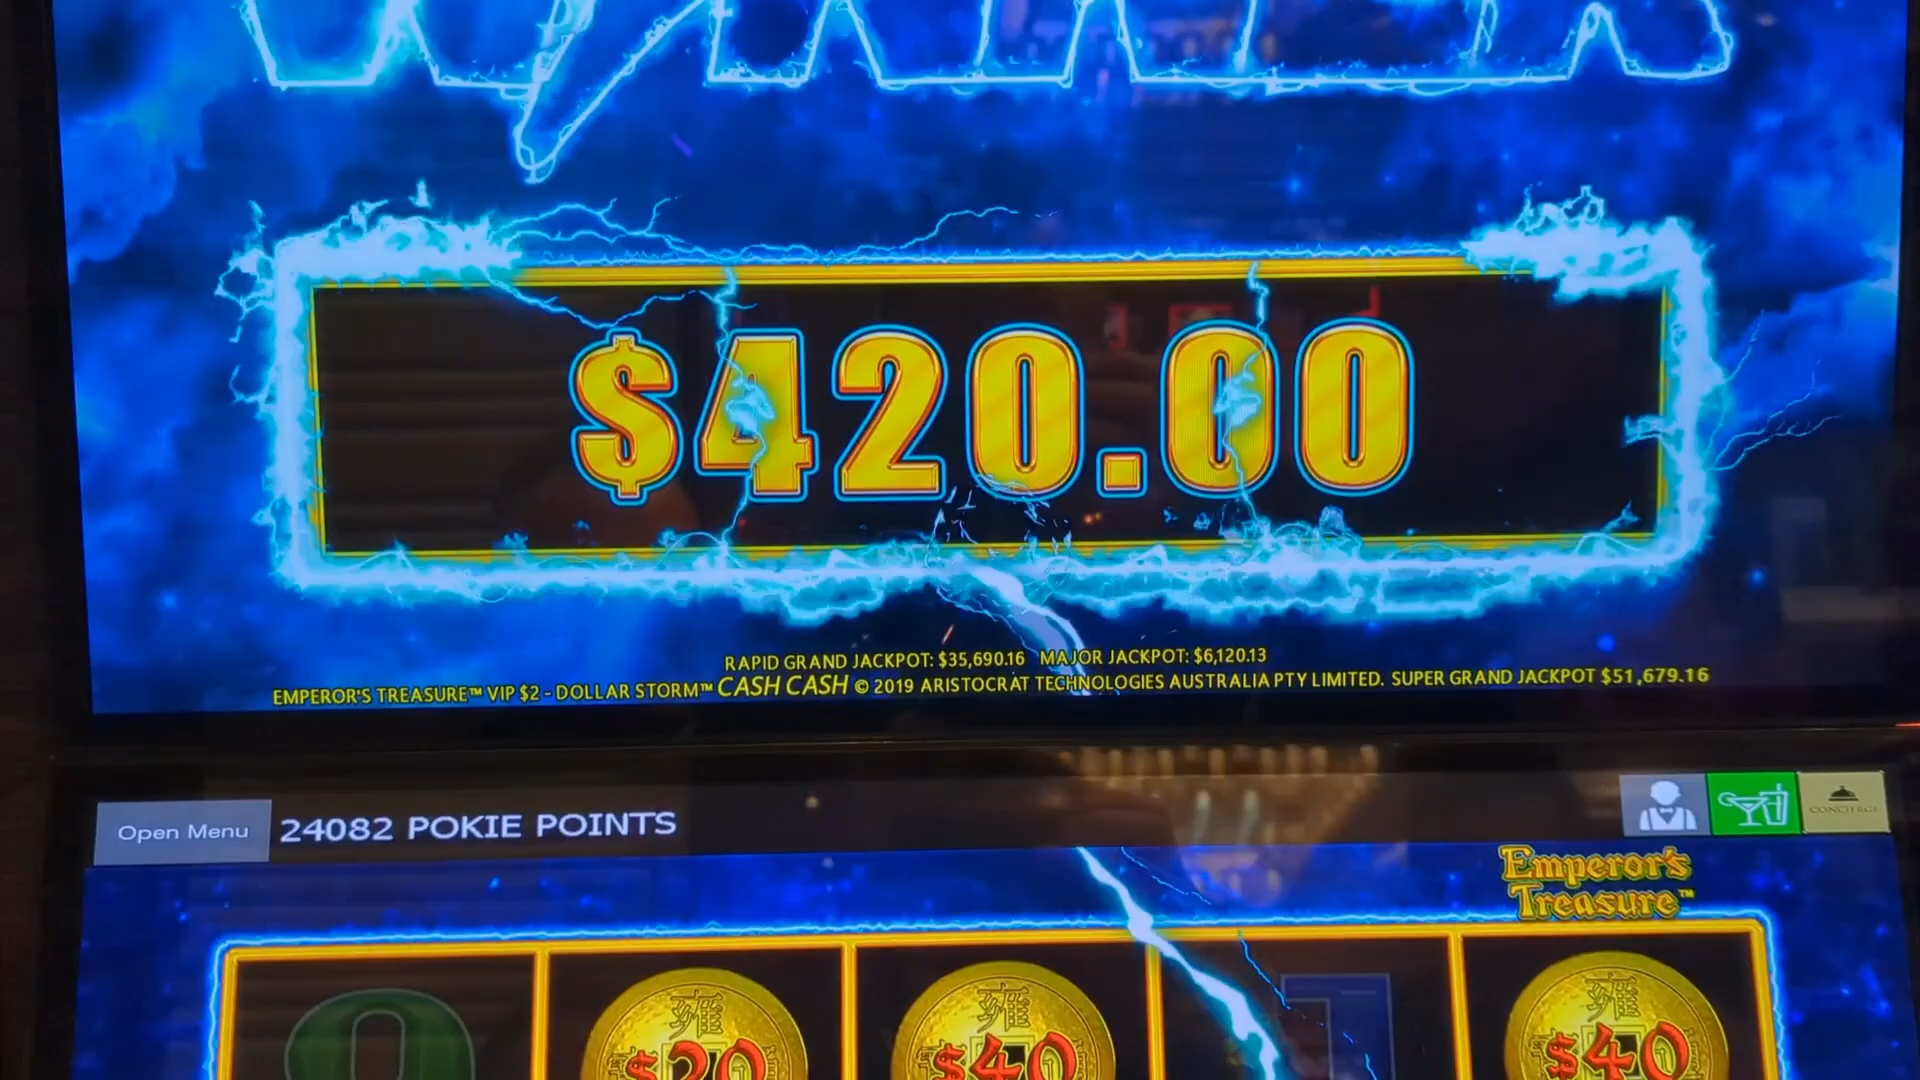 $420.00
RAPID GRAND JACKPOT: $35,690.16 MAJOR JACKPOT: $6,120.13
EMPEROR'S TREASURE™ VIP $2 - DOLLAR STORM™ CASH CASH © 2019 ARISTOCRAT TECHNOLOGIES AUSTRALIA PTY LIMITED. SUPER GRAND JACKPOT $51,679.16
Open Menu
24082 POKIE POINTS
CONCIERGE
Emperor's
Treasure™
$20
$40
$40